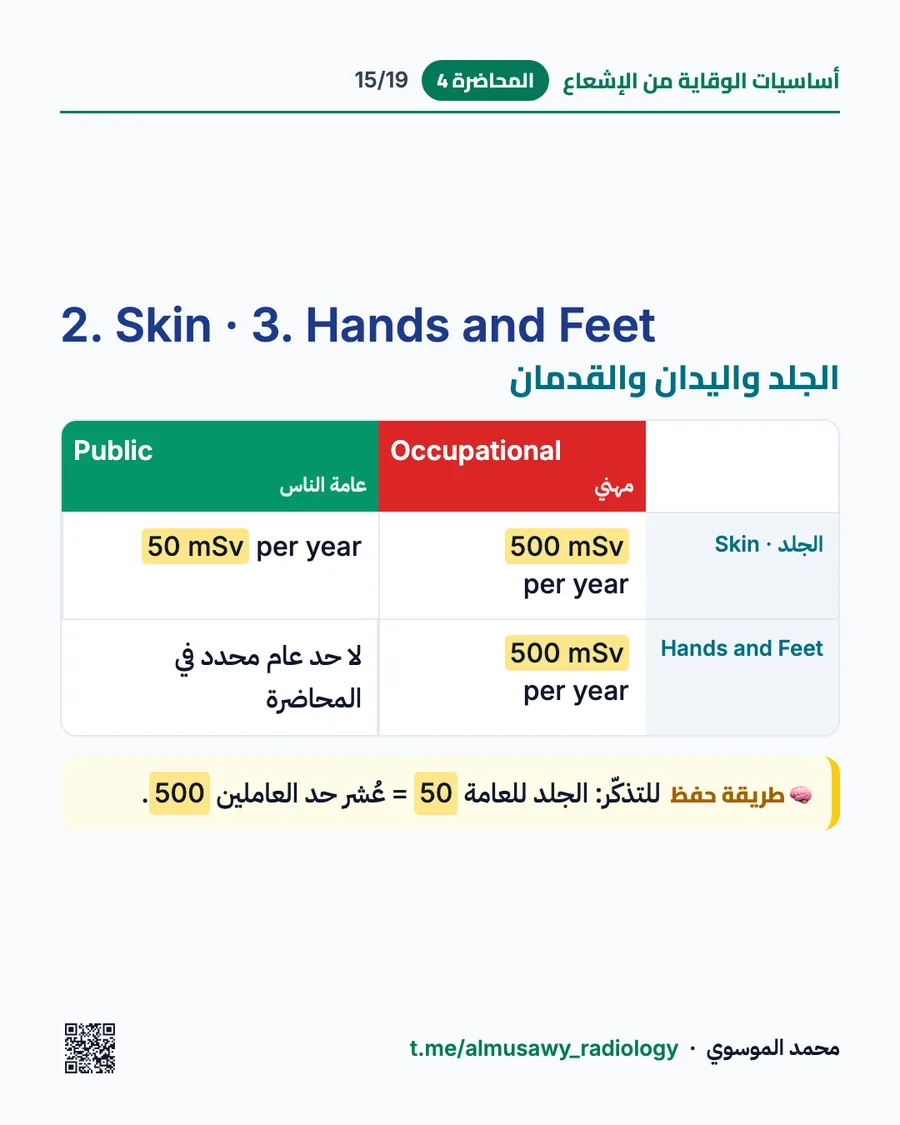 أساسيات الوقاية من الإشعاع المحاضرة 4 15/19
2. Skin · 3. Hands and Feet
الجلد واليدان والقدمان
Occupational Public
مهني عامة الناس
الجلد · Skin 500 mSv 50 mSv per year
per year
Hands and Feet 500 mSv لا حد عام محدد في
per year المحاضرة
🧠 طريقة حفظ للتذكّر: الجلد للعامة 50 = عُشر حد العاملين 500.
محمد الموسوي · t.me/almusawy_radiology